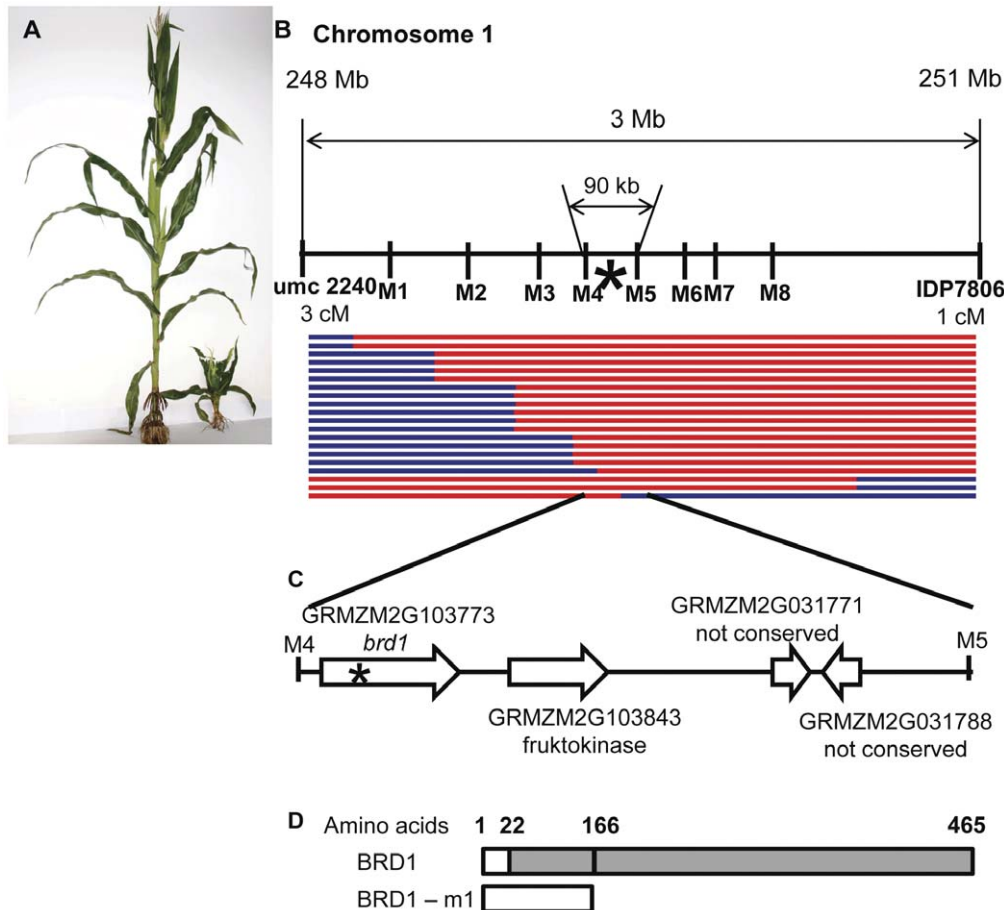 A
B Chromosome 1
248 Mb 251 Mb
3 Mb
90 kb
*
umc 2240 M1 M2 M3 M4 M5 M6 M7 M8 IDP7806
3 cM 1 cM
C
GRMZM2G103773 GRMZM2G031771
M4 brd1 not conserved M5
*
GRMZM2G103843 GRMZM2G031788
fruktokinase not conserved
D Amino acids 1 22 166 465
BRD1
BRD1 – m1